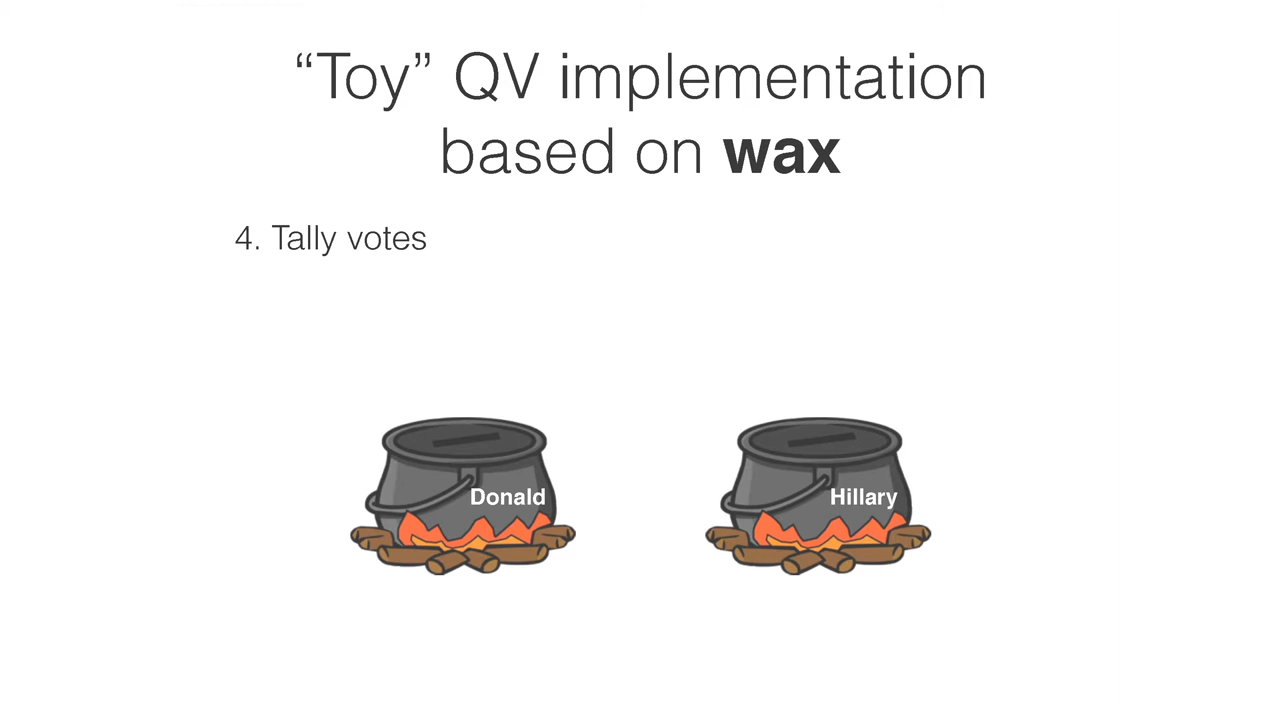 “Toy” QV implementation
based on wax
4. Tally votes
Donald
Hillary